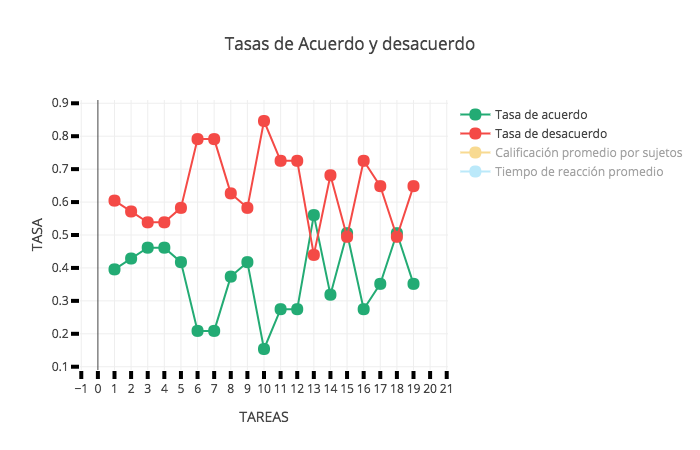 Tasas de Acuerdo y desacuerdo
0.9
0.8
0.7
0.6
0.5
0.4
0.3
0.2
0.1
TASA
−1 0 1 2 3 4 5 6 7 8 9 10 11 12 13 14 15 16 17 18 19 20 21
TAREAS
Tasa de acuerdo
Tasa de desacuerdo
Calificación promedio por sujetos
Tiempo de reacción promedio